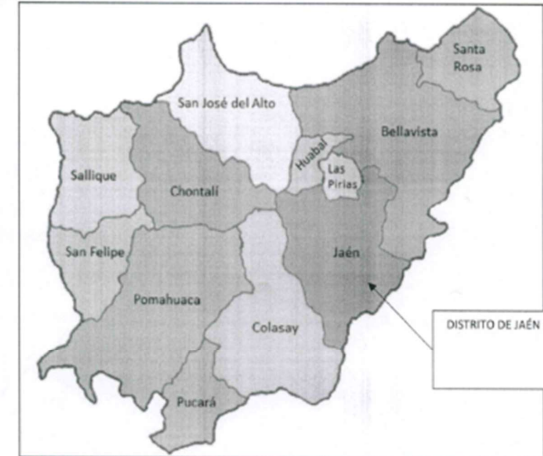 Santa
Rosa
San José del Alto
Bellavista
Huabal
Las
Pirias
Sallique
Chontalí
San Felipe
Jaén
Pomahuaca
Colasay
DISTRITO DE JAÉN
Pucará